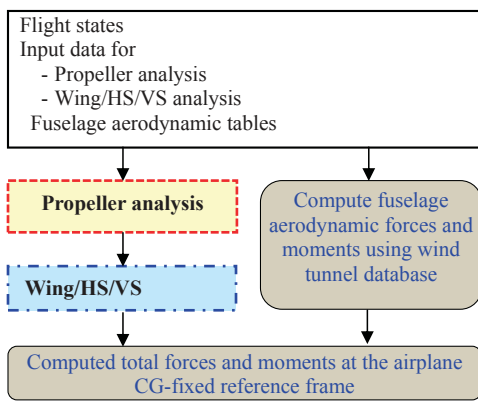 Flight states
Input data for
- Propeller analysis
- Wing/HS/VS analysis
Fuselage aerodynamic tables
Propeller analysis
Compute fuselage
aerodynamic forces and
moments using wind
tunnel database
Wing/HS/VS
Computed total forces and moments at the airplane
CG-fixed reference frame